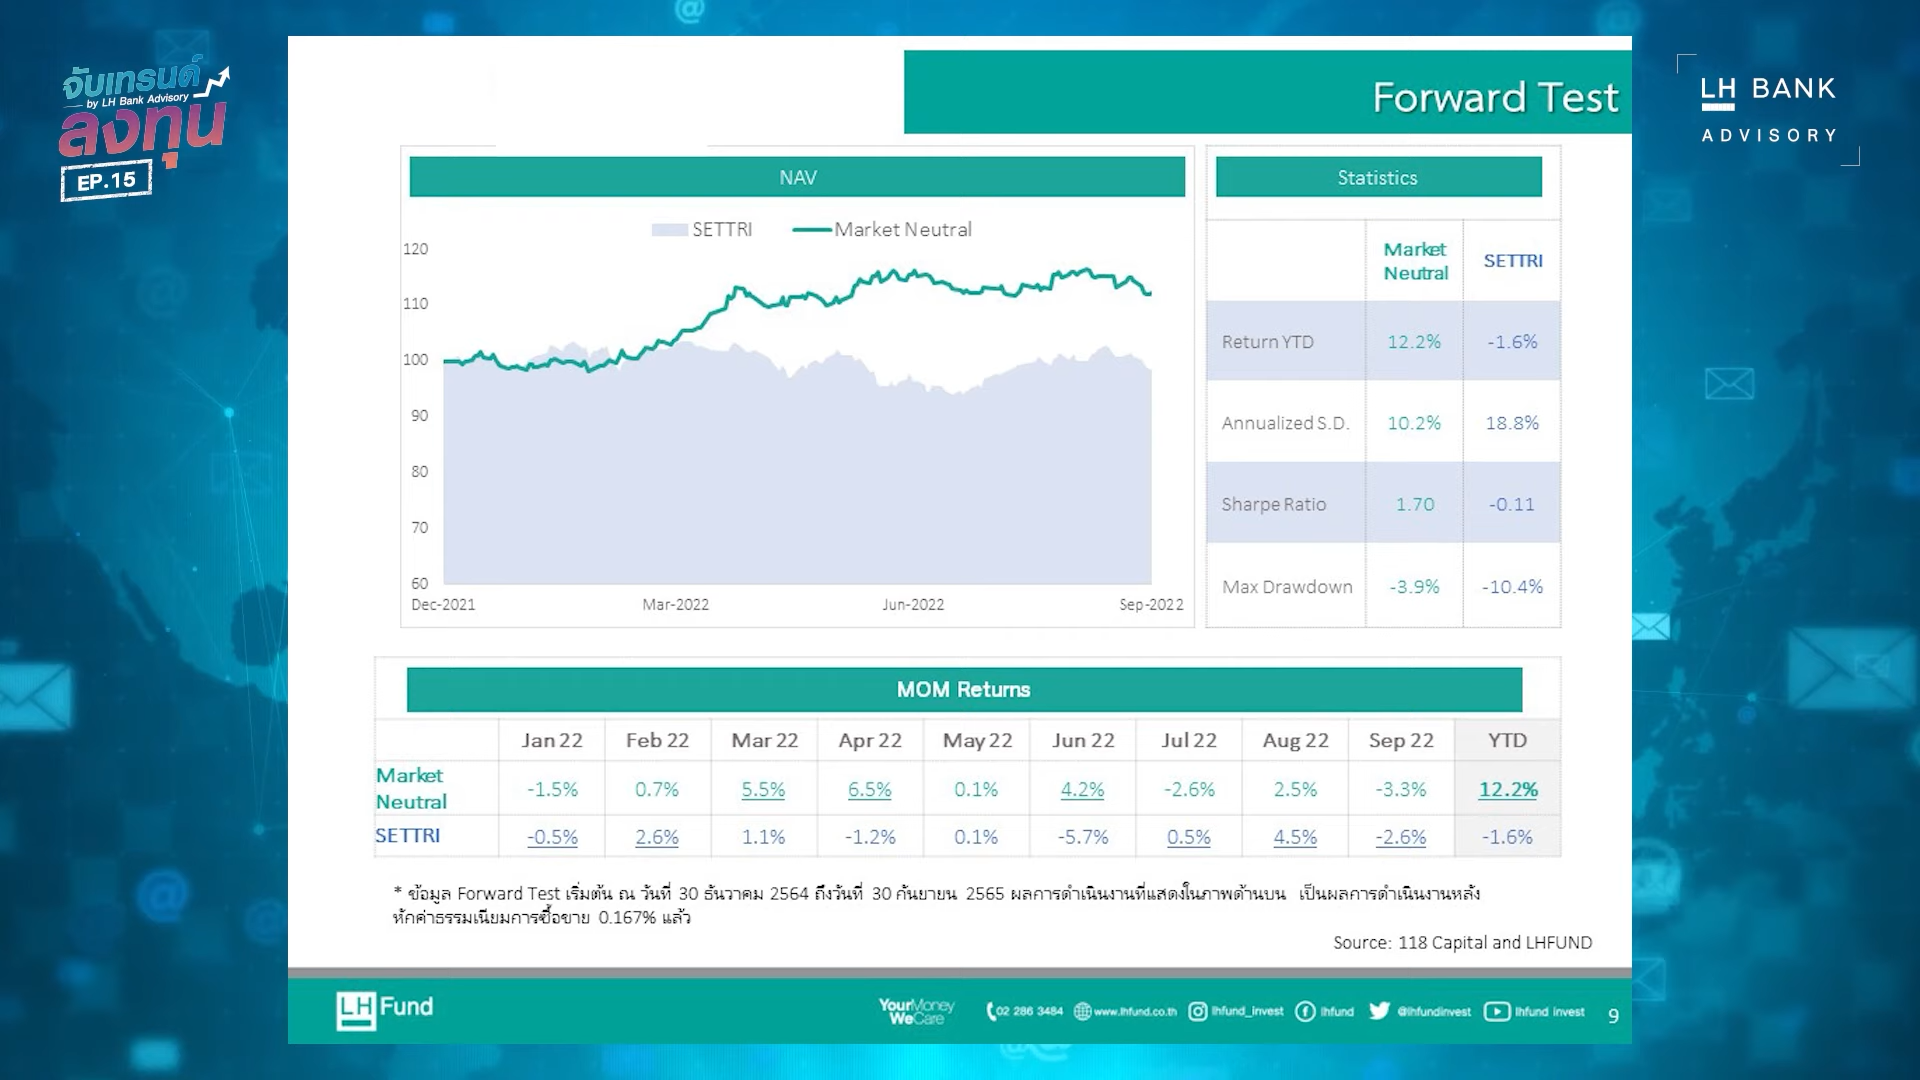 จับเทรนด์
by LH Bank Advisory
ลงทุน
EP.15
LH BANK
ADVISORY
Forward Test
NAV
SETTRI
Market Neutral
120
110
100
90
80
70
60
Dec-2021
Mar-2022
Jun-2022
Sep-2022
Statistics
Market Neutral SETTRI
Return YTD 12.2% -1.6%
Annualized S.D. 10.2% 18.8%
Sharpe Ratio 1.70 -0.11
Max Drawdown -3.9% -10.4%
MOM Returns
Jan 22 Feb 22 Mar 22 Apr 22 May 22 Jun 22 Jul 22 Aug 22 Sep 22 YTD
Market Neutral -1.5% 0.7% 5.5% 6.5% 0.1% 4.2% -2.6% 2.5% -3.3% 12.2%
SETTRI -0.5% 2.6% 1.1% -1.2% 0.1% -5.7% 0.5% 4.5% -2.6% -1.6%
* ข้อมูล Forward Test เริ่มต้น ณ วันที่ 30 ธันวาคม 2564 ถึงวันที่ 30 กันยายน 2565 ผลการดำเนินงานที่แสดงในภาพด้านบน เป็นผลการดำเนินงานหลัง
หักค่าธรรมเนียมการซื้อขาย 0.167% แล้ว
Source: 118 Capital and LHFUND
LH Fund
YourMoney
WeCare
02 286 3484 www.lhfund.co.th lhfund_invest lhfund @lhfundinvest lhfund invest 9